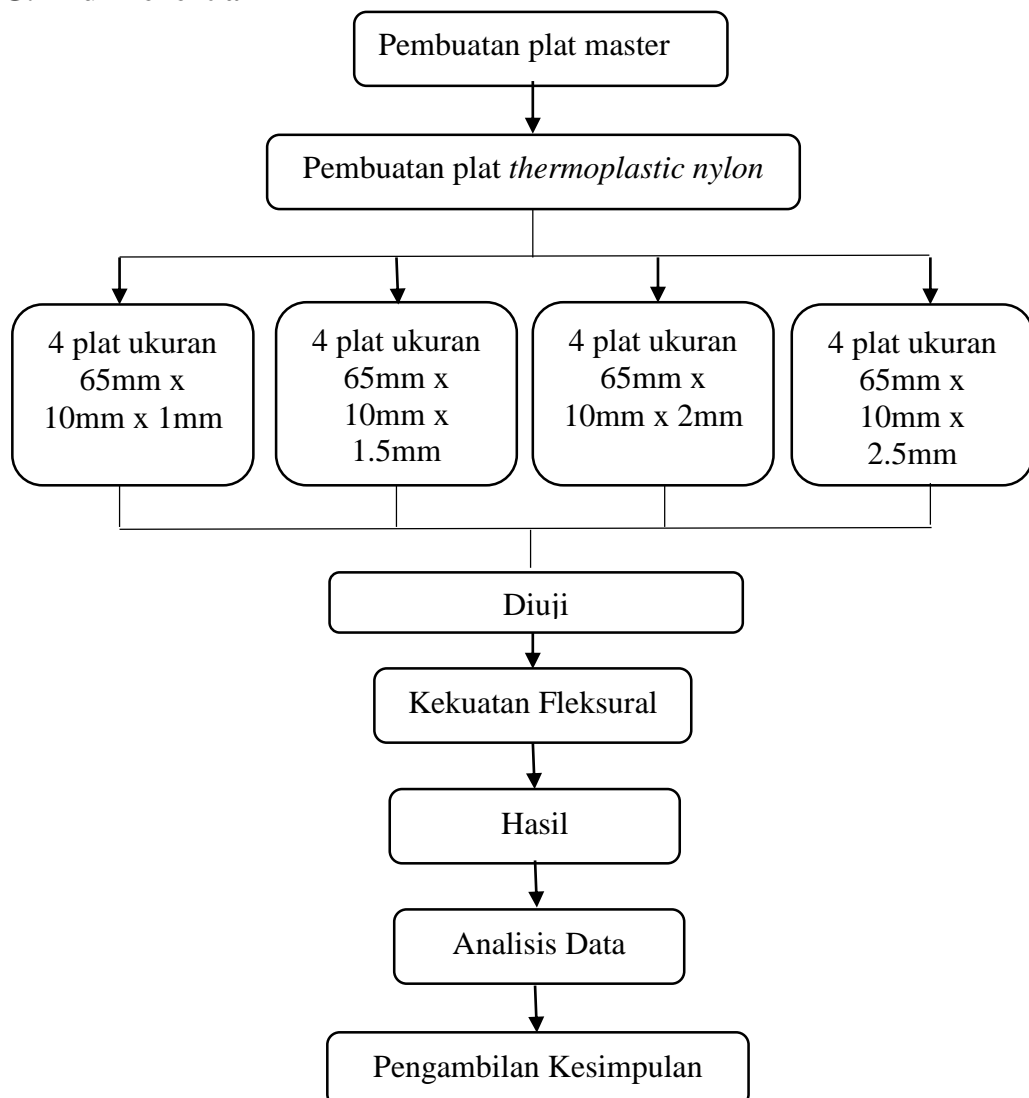 Pembuatan plat master
Pembuatan plat thermoplastic nylon
4 plat ukuran
65mm x
10mm x 1mm
4 plat ukuran
65mm x
10mm x
1.5mm
4 plat ukuran
65mm x
10mm x 2mm
4 plat ukuran
65mm x
10mm x
2.5mm
Diuji
Kekuatan Fleksural
Hasil
Analisis Data
Pengambilan Kesimpulan